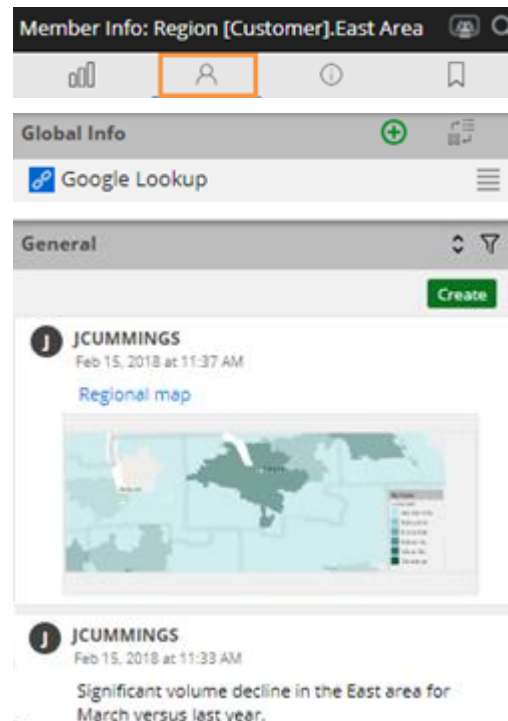 Member Info: Region [Customer].East Area
Global Info
Google Lookup
General
Create
J
JCUMMINGS
Feb 15, 2018 at 11:37 AM
Regional map
J
JCUMMINGS
Feb 15, 2018 at 11:33 AM
Significant volume decline in the East area for
March versus last year.